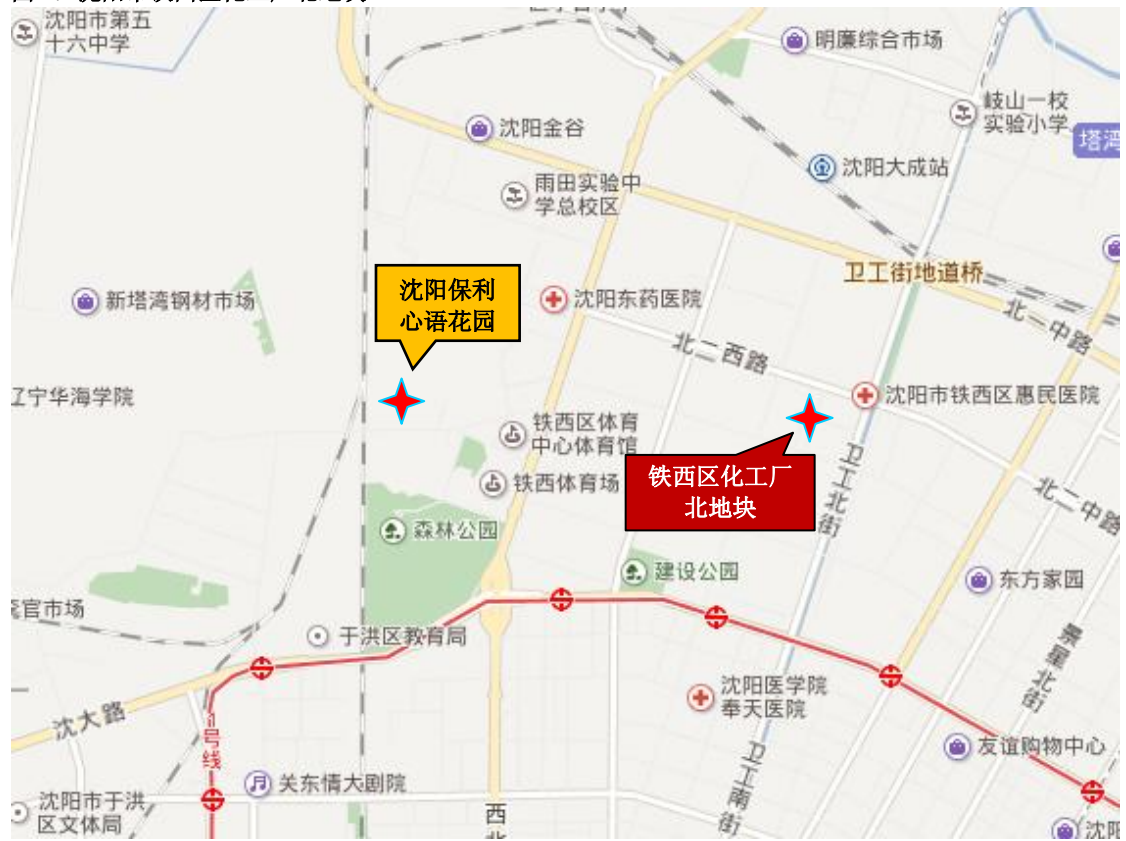 沈阳市第五
十六中学
明廉综合市场
岐山一校
实验小学
塔湾
沈阳金谷
沈阳大成站
雨田实验中
学总校区
卫工街地道桥
沈阳保利
心语花园
新塔湾钢材市场
沈阳东药医院
北一中路
北二西路
辽宁华海学院
沈阳市铁西区惠民医院
铁西区体育
中心体育馆
铁西体育场
铁西区化工厂
北地块
卫工北街
北二中路
森林公园
建设公园
东方家园
官市场
于洪区教育局
景星北街
沈阳医学院
奉天医院
沈大路
1号线
友谊购物中心
卫工南街
关东情大剧院
沈阳市于洪
区文体局
西
沈阳